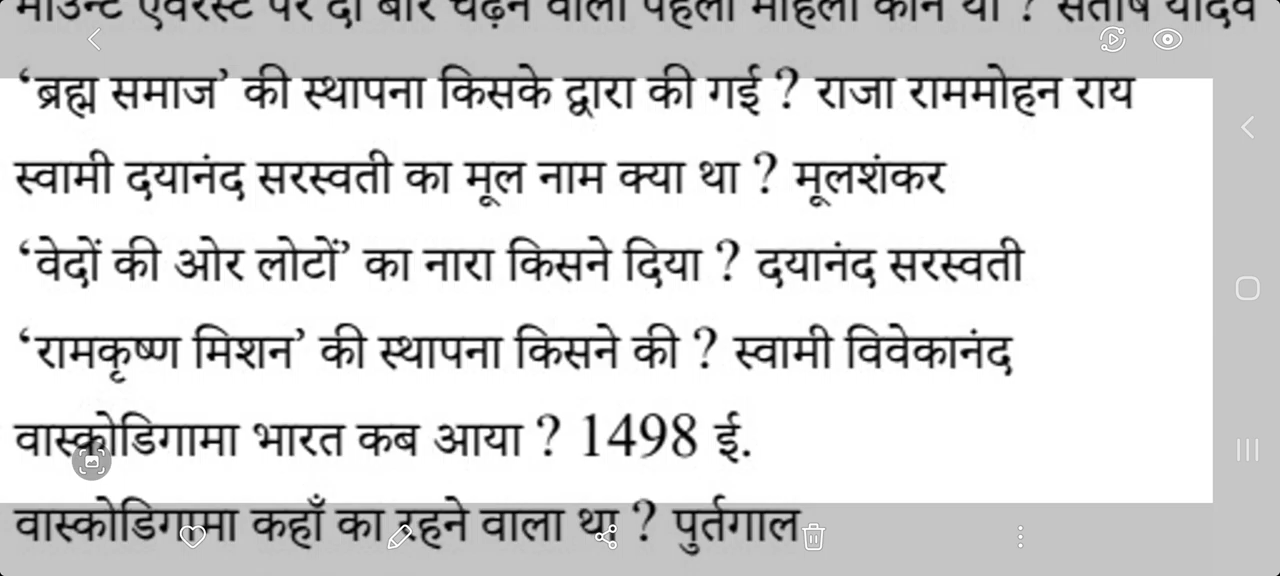 माउन्ट एवरेस्ट पर दो बार चढ़ने वाली पहली महिला कौन थी ? संतोष यादव
‘ब्रह्म समाज’ की स्थापना किसके द्वारा की गई ? राजा राममोहन राय
स्वामी दयानंद सरस्वती का मूल नाम क्या था ? मूलशंकर
‘वेदों की ओर लोटों’ का नारा किसने दिया ? दयानंद सरस्वती
‘रामकृष्ण मिशन’ की स्थापना किसने की ? स्वामी विवेकानंद
वास्कोडिगामा भारत कब आया ? 1498 ई.
वास्कोडिगामा कहाँ का रहने वाला था ? पुर्तगाल